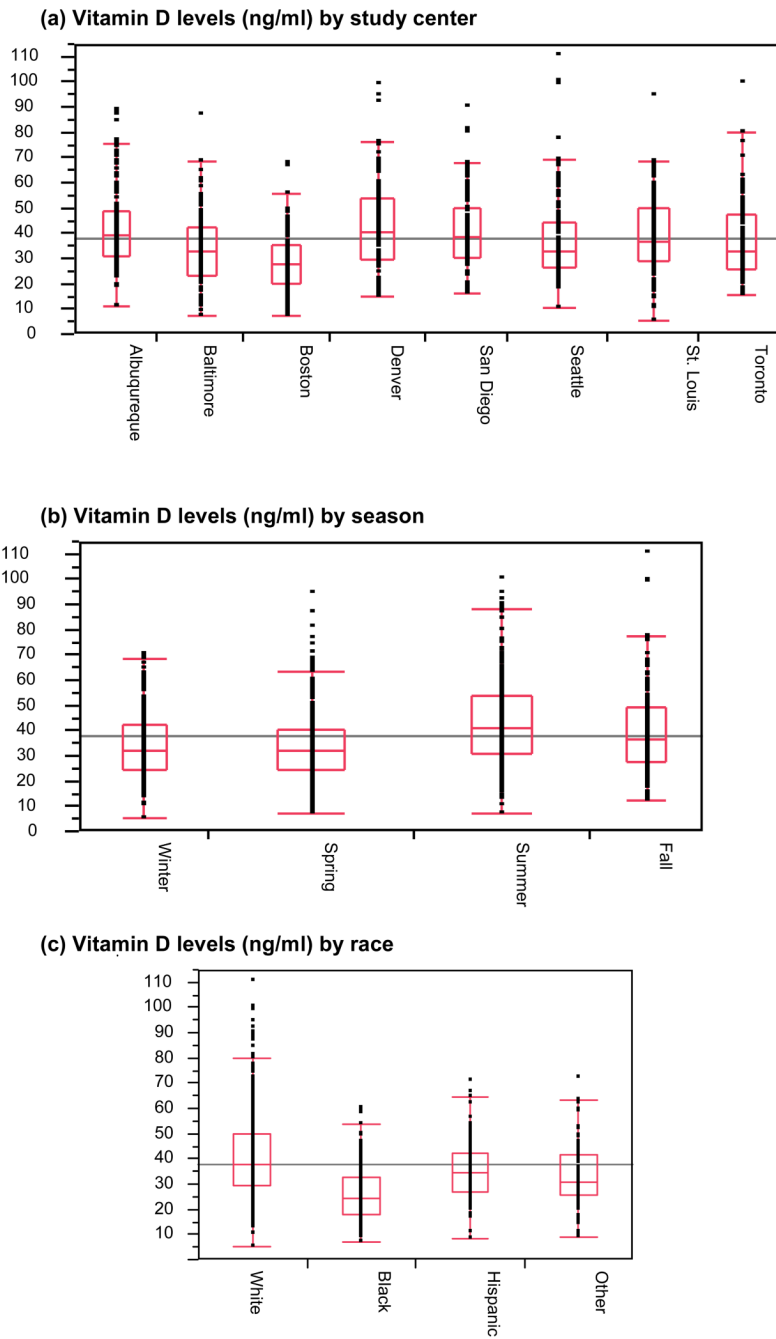 (a) Vitamin D levels (ng/ml) by study center
110
100
90
80
70
60
50
40
30
20
10
0
Albuqureque
Baltimore
Boston
Denver
San Diego
Seattle
St. Louis
Toronto
(b) Vitamin D levels (ng/ml) by season
110
100
90
80
70
60
50
40
30
20
10
0
Winter
Spring
Summer
Fall
(c) Vitamin D levels (ng/ml) by race
110
100
90
80
70
60
50
40
30
20
10
White
Black
Hispanic
Other